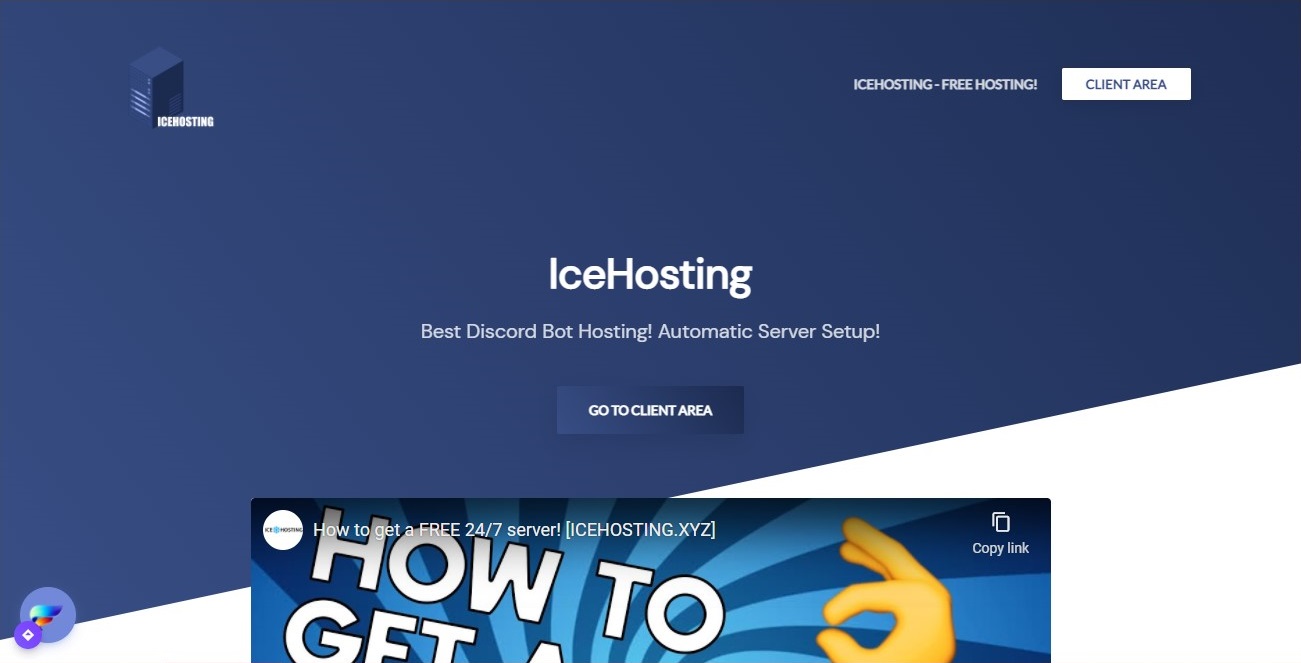 ICEHOSTING
ICEHOSTING - FREE HOSTING!
CLIENT AREA
IceHosting
Best Discord Bot Hosting! Automatic Server Setup!
GO TO CLIENT AREA
ICE HOSTING
How to get a FREE 24/7 server! [ICEHOSTING.XYZ]
Copy link
HOW TO
GET A